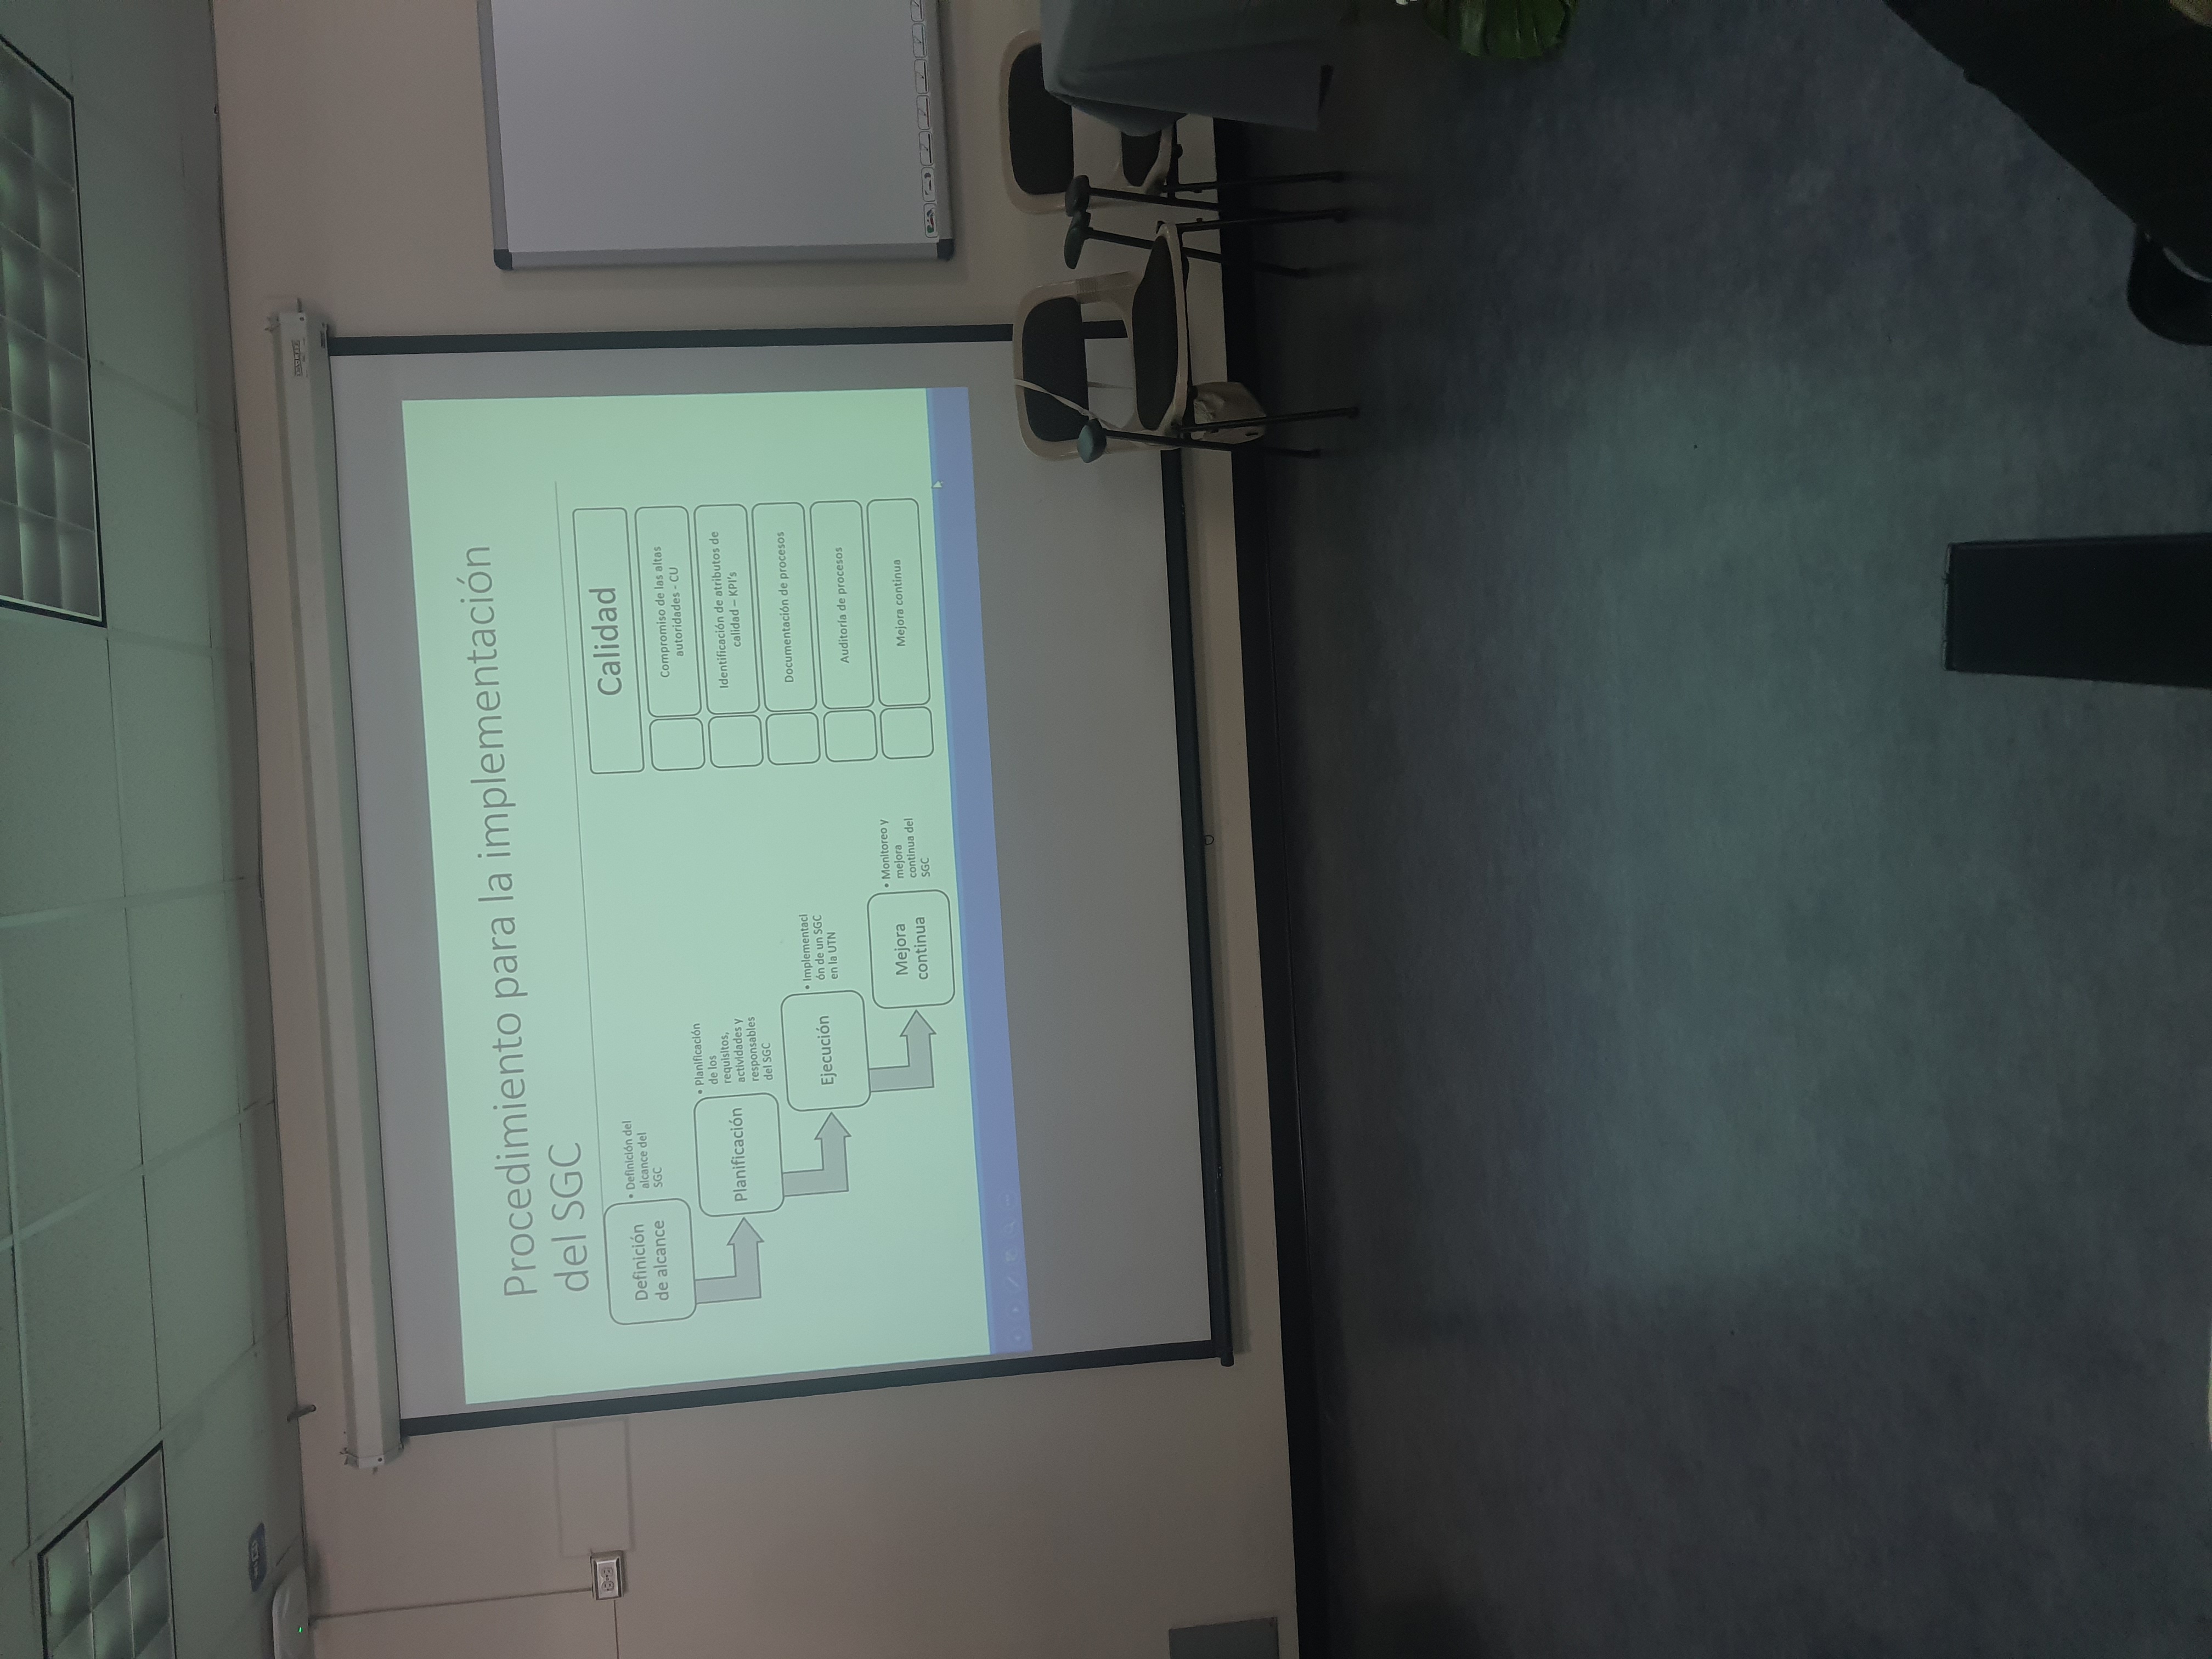 Procedimiento para la implementación
del SGC
Definición
de alcance
• Definición del
alcance del
SGC
Planificación
• Planificación
de los
requisitos,
actividades y
responsables
del SGC
Ejecución
• Implementaci
ón de un SGC
en la UTN
Mejora
continua
• Monitoreo y
mejora
continua del
SGC
Calidad
Compromiso de las altas
autoridades - CU
Identificación de atributos de
calidad – KPI's
Documentación de procesos
Auditoría de procesos
Mejora continua